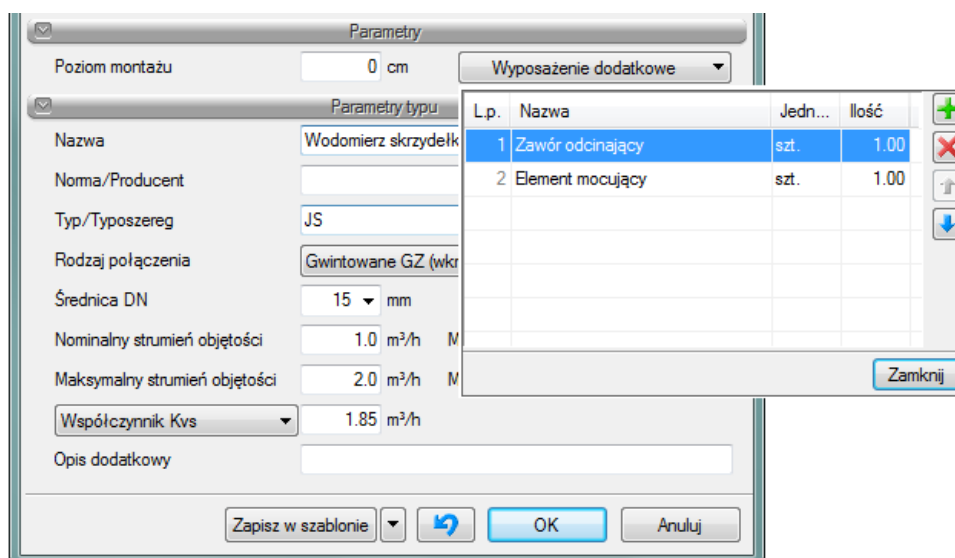 Parametry
Poziom montażu 0 cm Wyposażenie dodatkowe
Parametry typu
L.p. Nazwa Jedn... Ilość
Nazwa Wodomierz skrzydełk
1 Zawór odcinający szt. 1.00
Norma/Producent
2 Element mocujący szt. 1.00
Typ/Typoszereg JS
Rodzaj połączenia Gwintowane GZ (wkr
Średnica DN 15 mm
Nominalny strumień objętości 1.0 m³/h M
Maksymalny strumień objętości 2.0 m³/h M
Zamknij
Współczynnik Kvs 1.85 m³/h
Opis dodatkowy
Zapisz w szablonie OK Anuluj